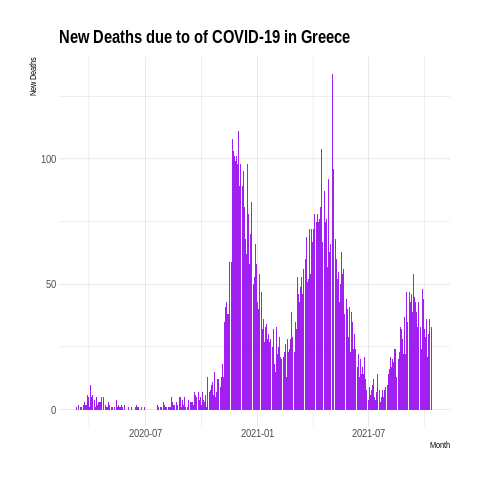 New Deaths due to of COVID-19 in Greece
New Deaths
100
50
0
2020-07 2021-01 2021-07
Month